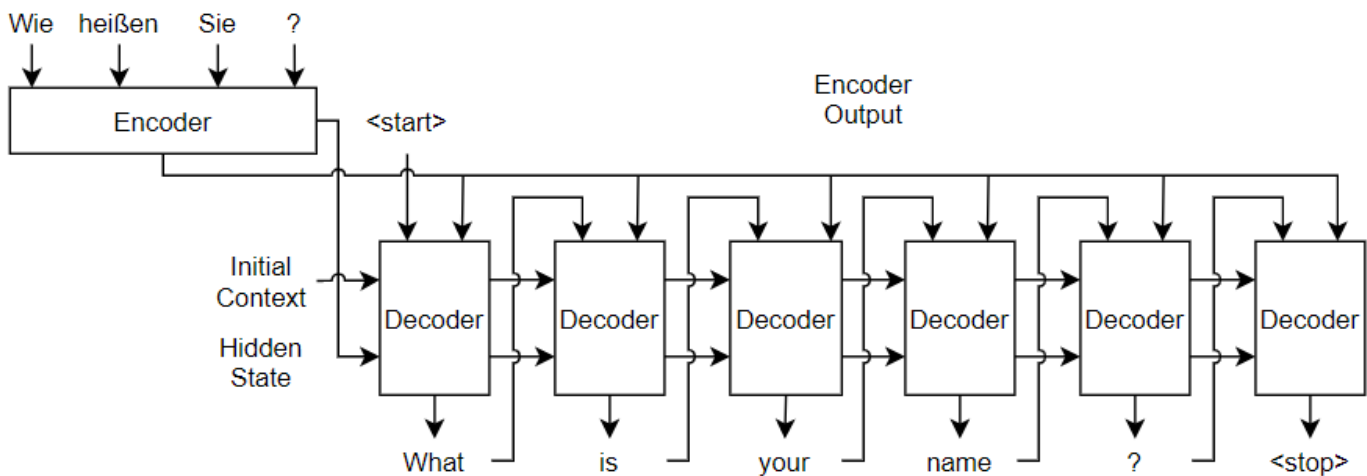 Wie heißen Sie ?
Encoder
Encoder
Output
<start>
Initial
Context
Hidden
State
Decoder Decoder Decoder Decoder Decoder Decoder
What is your name ? <stop>